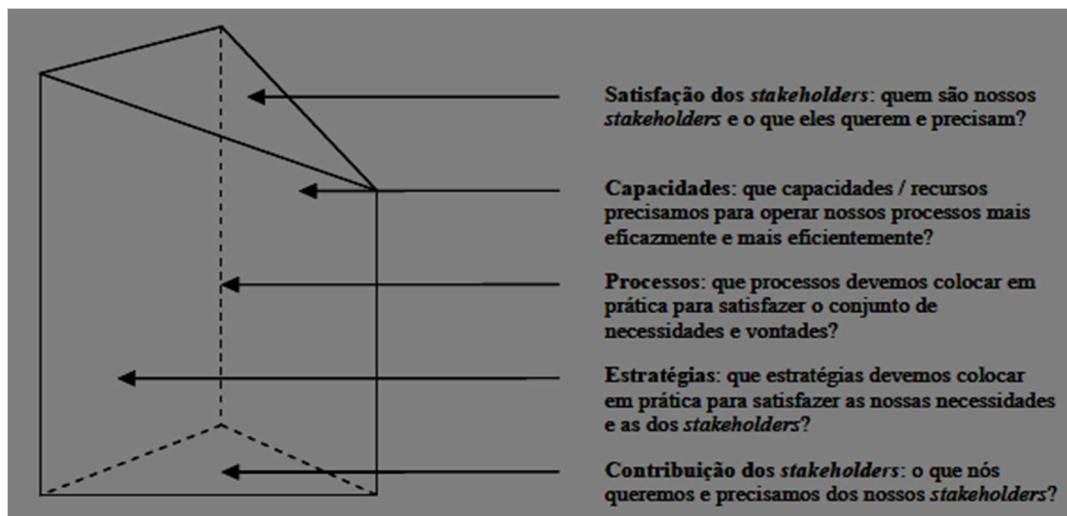 Satisfação dos stakeholders: quem são nossos
stakeholders e o que eles querem e precisam?
Capacidades: que capacidades / recursos
precisamos para operar nossos processos mais
eficazmente e mais eficientemente?
Processos: que processos devemos colocar em
prática para satisfazer o conjunto de
necessidades e vontades?
Estratégias: que estratégias devemos colocar
em prática para satisfazer as nossas necessidades
e as dos stakeholders?
Contribuição dos stakeholders: o que nós
queremos e precisamos dos nossos stakeholders?